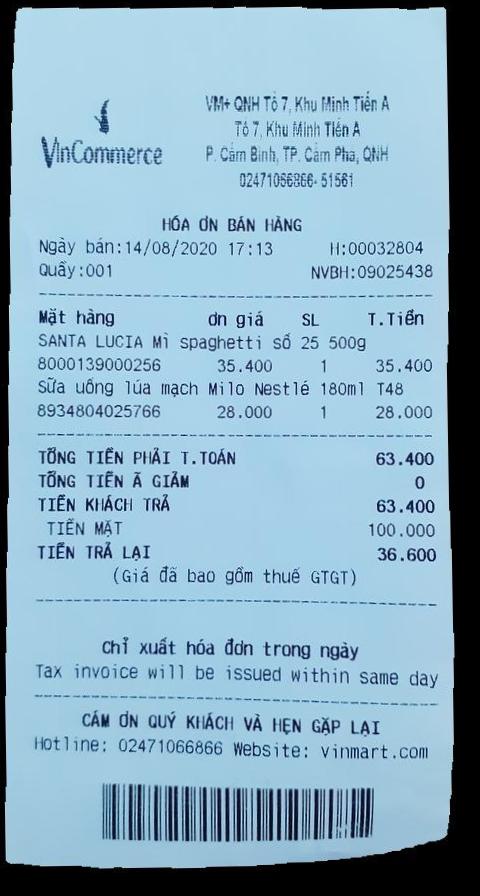 VinCommerce
VM+ QNH Tổ 7, Khu Minh Tiến A
Tổ 7, Khu Minh Tiến A
P. Cẩm Bình, TP. Cẩm Phả, QNH
02471066866-51561
HÓA ƠN BÁN HÀNG
Ngày bán:14/08/2020 17:13 H:00032804
Quầy:001 NVBH:09025438
Mặt hàng ơn giá SL T.Tiền
SANTA LUCIA Mì spaghetti số 25 500g
8000139000256 35.400 1 35.400
Sữa uống lúa mạch Milo Nestlé 180ml T48
8934804025766 28.000 1 28.000
TỔNG TIỀN PHẢI T.TOÁN 63.400
TỔNG TIỀN Ã GIẢM 0
TIỀN KHÁCH TRẢ 63.400
TIỀN MẶT 100.000
TIỀN TRẢ LẠI 36.600
(Giá đã bao gồm thuế GTGT)
Chỉ xuất hóa đơn trong ngày
Tax invoice will be issued within same day
CẢM ƠN QUÝ KHÁCH VÀ HẸN GẶP LẠI
Hotline: 02471066866 Website: vinmart.com